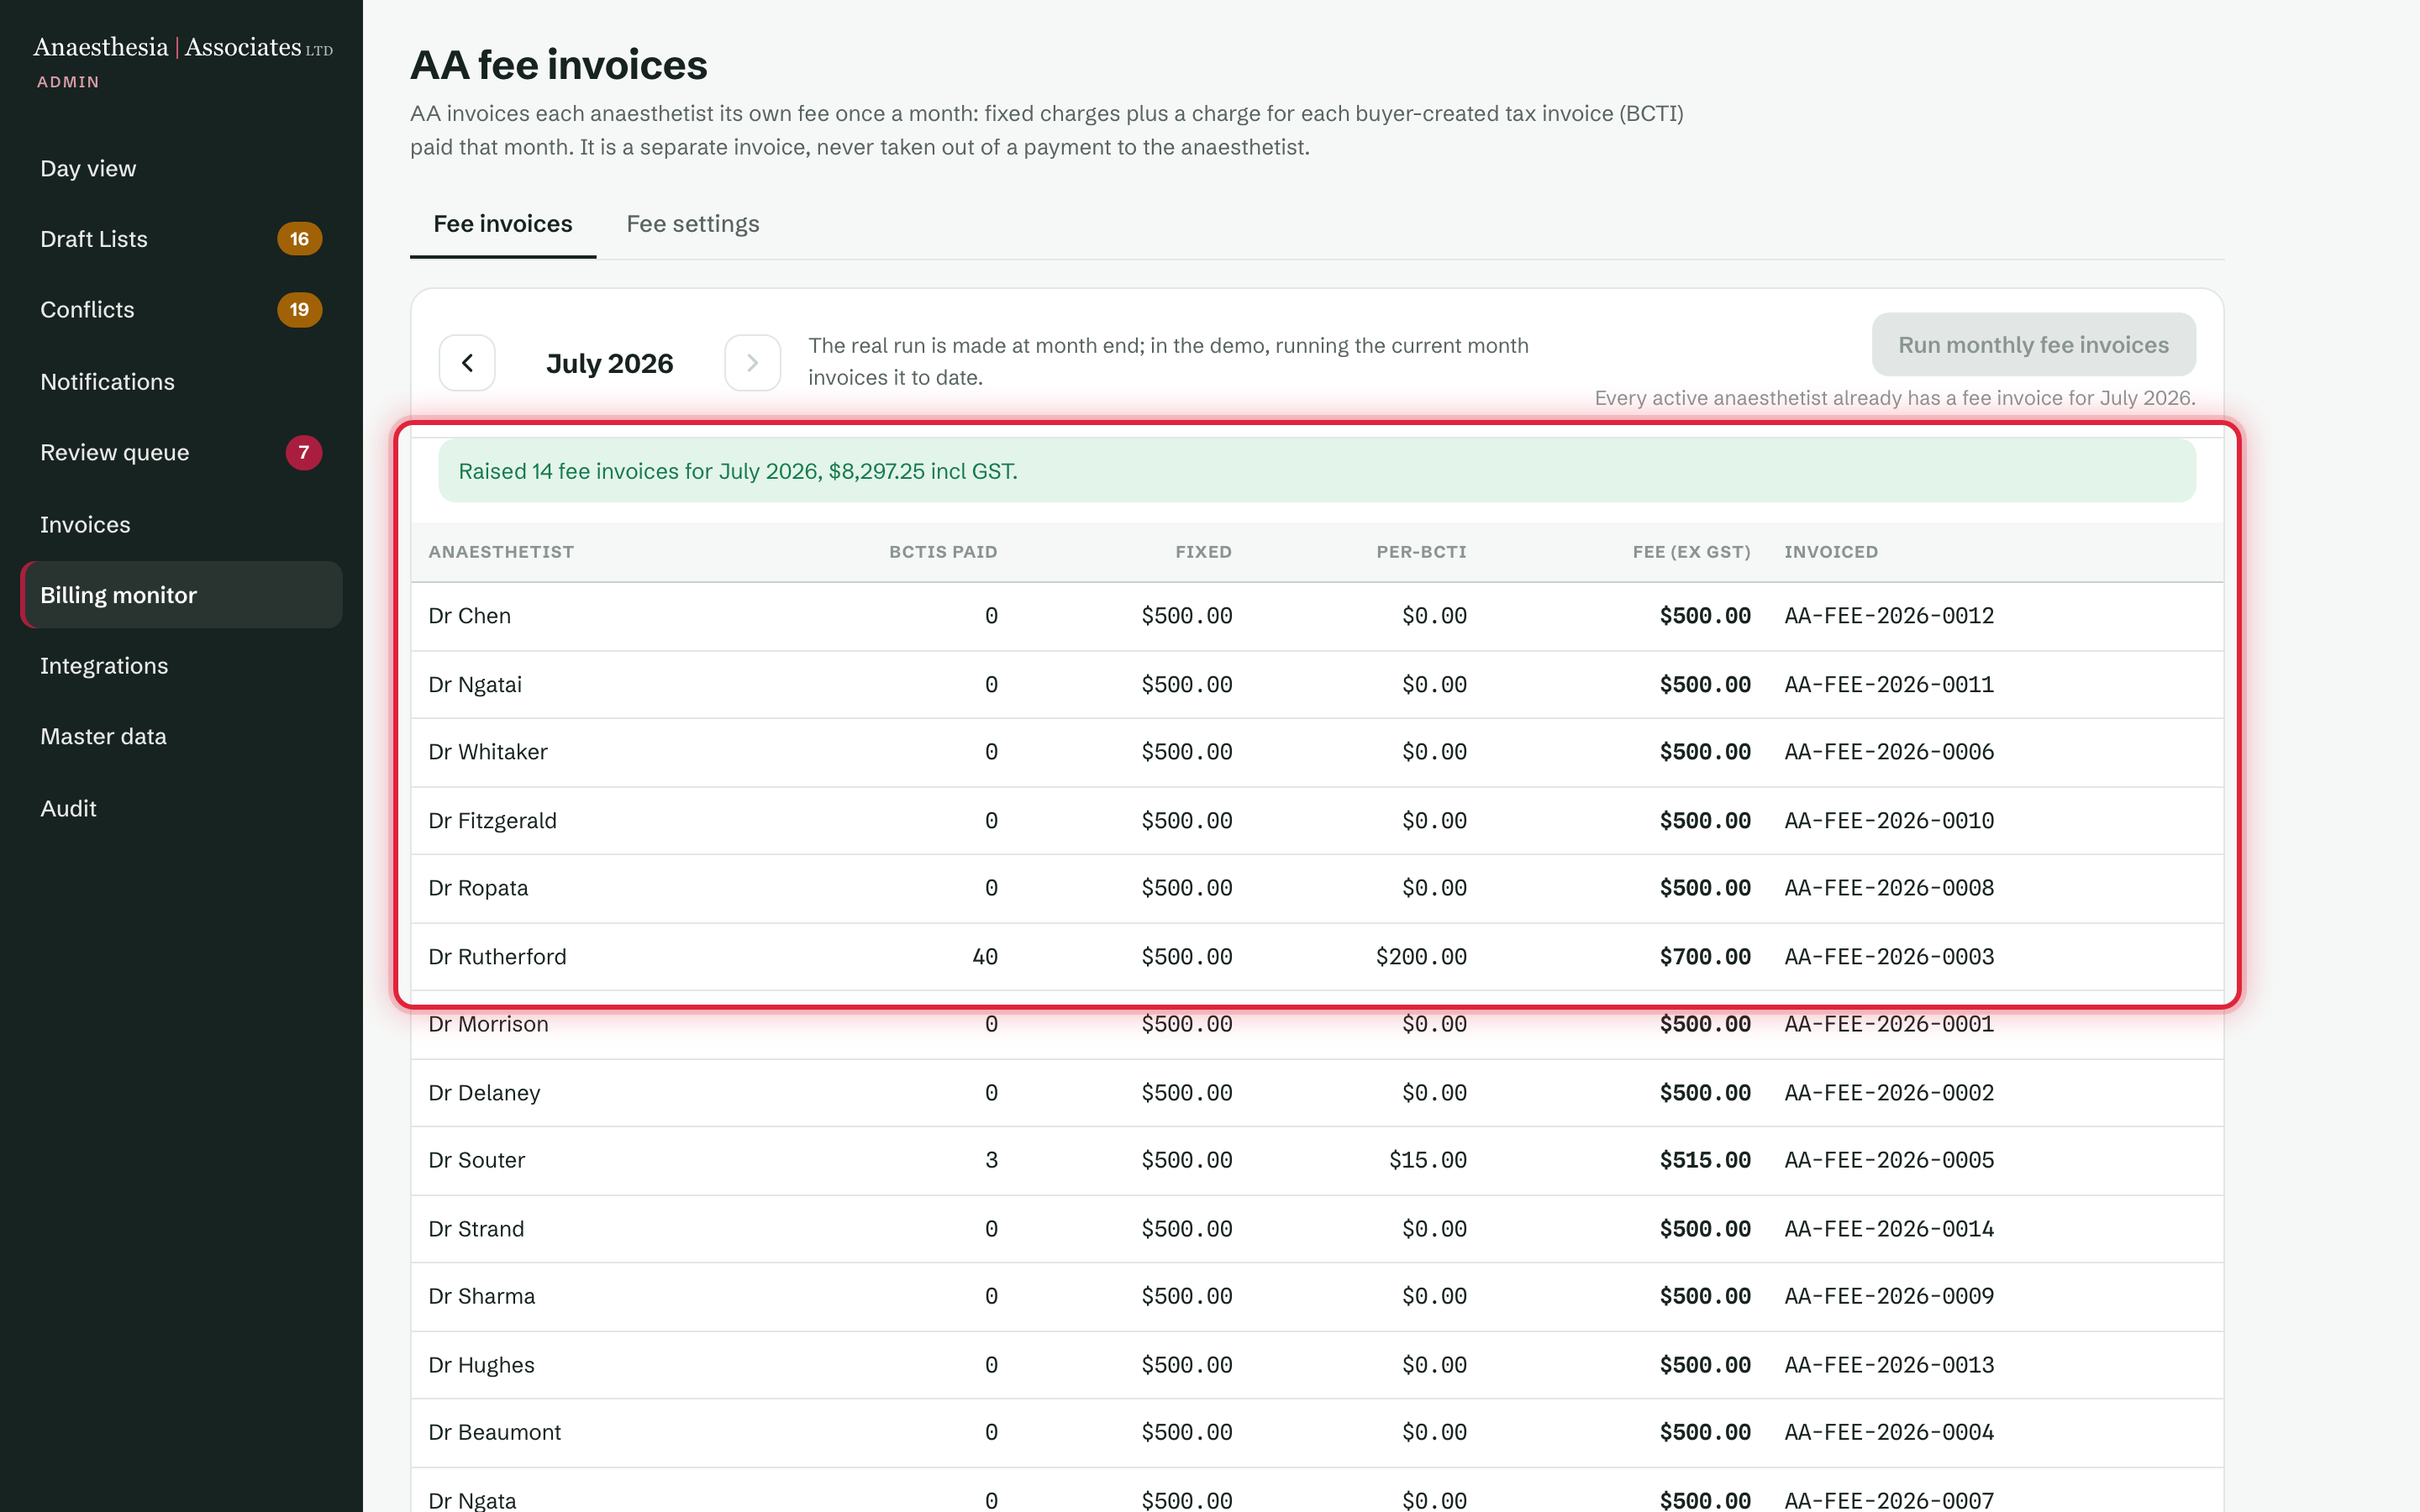 Anaesthesia | Associates LTD
ADMIN
Day view
Draft Lists 16
Conflicts 19
Notifications
Review queue 7
Invoices
Billing monitor
Integrations
Master data
Audit
AA fee invoices
AA invoices each anaesthetist its own fee once a month: fixed charges plus a charge for each buyer-created tax invoice (BCTI)
paid that month. It is a separate invoice, never taken out of a payment to the anaesthetist.
Fee invoices Fee settings
July 2026
The real run is made at month end; in the demo, running the current month
invoices it to date.
Run monthly fee invoices
Every active anaesthetist already has a fee invoice for July 2026.
Raised 14 fee invoices for July 2026, $8,297.25 incl GST.
ANAESTHETIST BCTIS PAID FIXED PER-BCTI FEE (EX GST) INVOICED
Dr Chen 0 $500.00 $0.00 $500.00 AA-FEE-2026-0012
Dr Ngatai 0 $500.00 $0.00 $500.00 AA-FEE-2026-0011
Dr Whitaker 0 $500.00 $0.00 $500.00 AA-FEE-2026-0006
Dr Fitzgerald 0 $500.00 $0.00 $500.00 AA-FEE-2026-0010
Dr Ropata 0 $500.00 $0.00 $500.00 AA-FEE-2026-0008
Dr Rutherford 40 $500.00 $200.00 $700.00 AA-FEE-2026-0003
Dr Morrison 0 $500.00 $0.00 $500.00 AA-FEE-2026-0001
Dr Delaney 0 $500.00 $0.00 $500.00 AA-FEE-2026-0002
Dr Souter 3 $500.00 $15.00 $515.00 AA-FEE-2026-0005
Dr Strand 0 $500.00 $0.00 $500.00 AA-FEE-2026-0014
Dr Sharma 0 $500.00 $0.00 $500.00 AA-FEE-2026-0009
Dr Hughes 0 $500.00 $0.00 $500.00 AA-FEE-2026-0013
Dr Beaumont 0 $500.00 $0.00 $500.00 AA-FEE-2026-0004
Dr Ngata 0 $500.00 $0.00 $500.00 AA-FEE-2026-0007